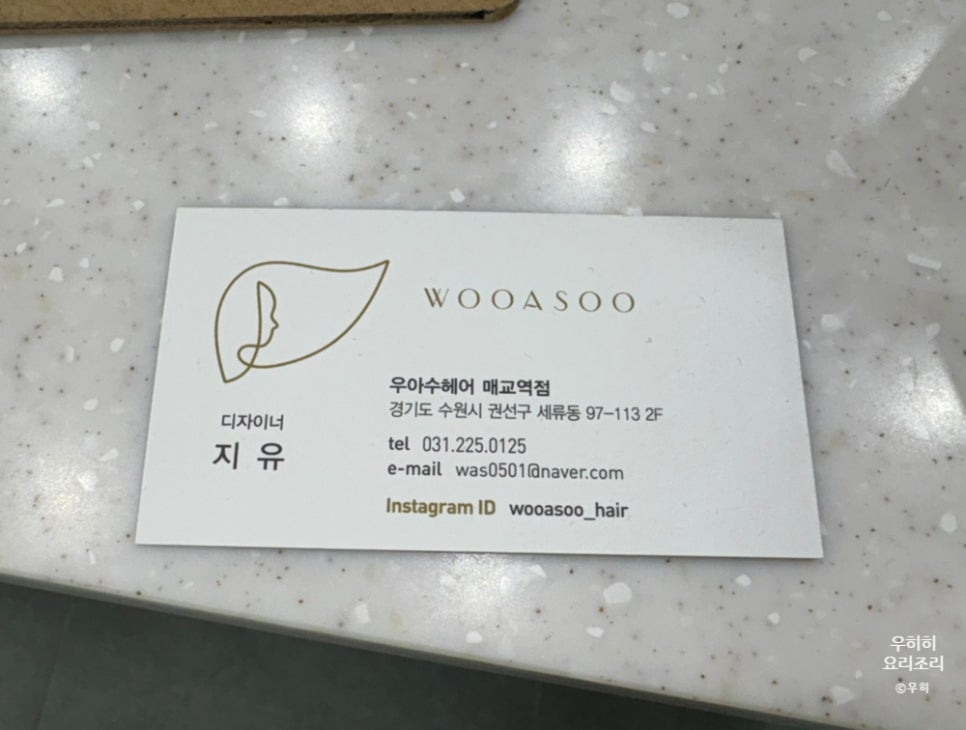 WOOASOO
디자이너
지 유
우아수헤어 매교역점
경기도 수원시 권선구 세류동 97-113 2F
tel 031.225.0125
e-mail was0501@naver.com
Instagram ID wooasoo_hair
우히히
요리조리
©우히